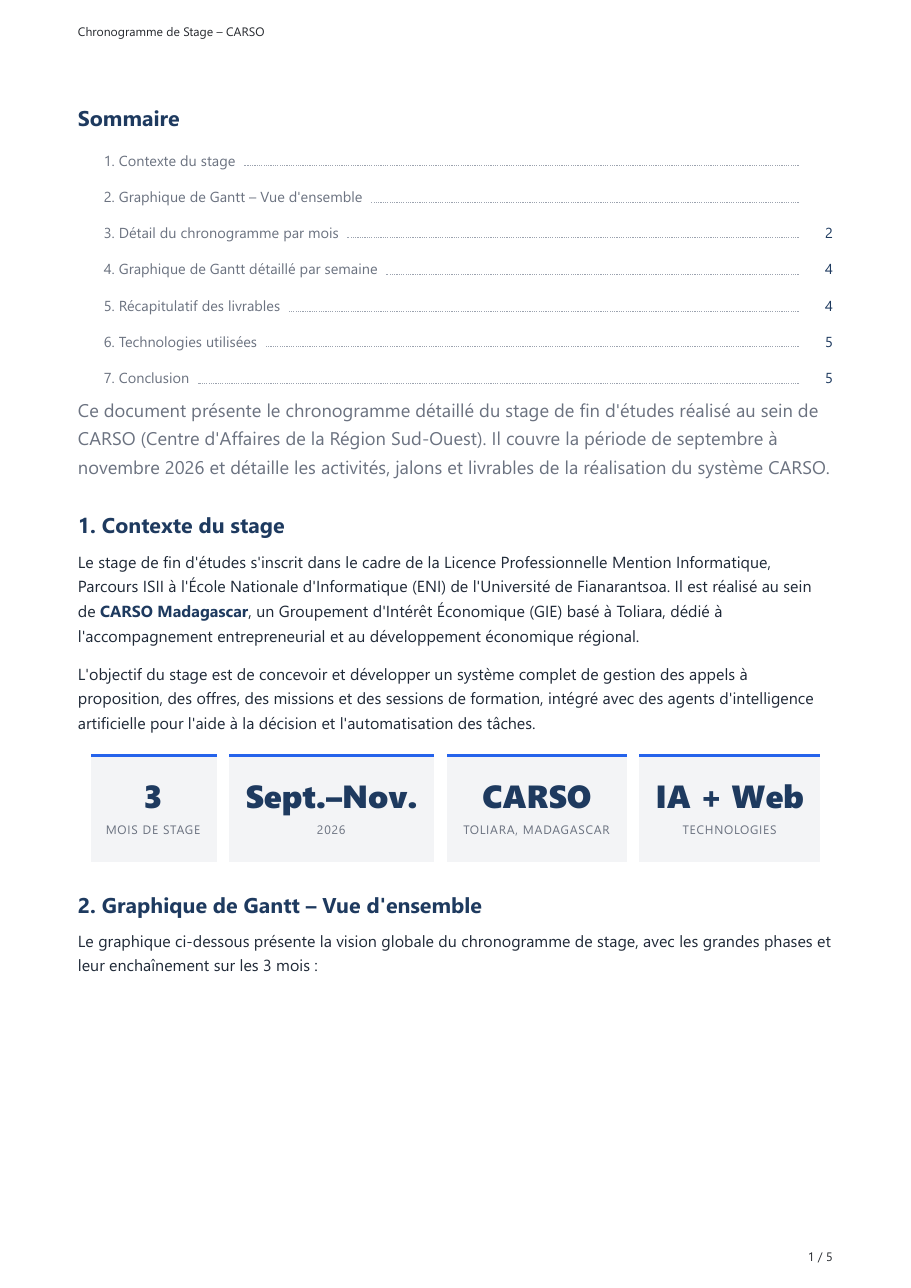 Chronogramme de Stage – CARSO
Sommaire
1. Contexte du stage
2. Graphique de Gantt – Vue d'ensemble
3. Détail du chronogramme par mois 2
4. Graphique de Gantt détaillé par semaine 4
5. Récapitulatif des livrables 4
6. Technologies utilisées 5
7. Conclusion 5
Ce document présente le chronogramme détaillé du stage de fin d'études réalisé au sein de
CARSO (Centre d'Affaires de la Région Sud-Ouest). Il couvre la période de septembre à
novembre 2026 et détaille les activités, jalons et livrables de la réalisation du système CARSO.
1. Contexte du stage
Le stage de fin d'études s'inscrit dans le cadre de la Licence Professionnelle Mention Informatique,
Parcours ISII à l'École Nationale d'Informatique (ENI) de l'Université de Fianarantsoa. Il est réalisé au sein
de CARSO Madagascar, un Groupement d'Intérêt Économique (GIE) basé à Toliara, dédié à
l'accompagnement entrepreneurial et au développement économique régional.
L'objectif du stage est de concevoir et développer un système complet de gestion des appels à
proposition, des offres, des missions et des sessions de formation, intégré avec des agents d'intelligence
artificielle pour l'aide à la décision et l'automatisation des tâches.
3
MOIS DE STAGE
Sept.–Nov.
2026
CARSO
TOLIARA, MADAGASCAR
IA + Web
TECHNOLOGIES
2. Graphique de Gantt – Vue d'ensemble
Le graphique ci-dessous présente la vision globale du chronogramme de stage, avec les grandes phases et
leur enchaînement sur les 3 mois :
1 / 5